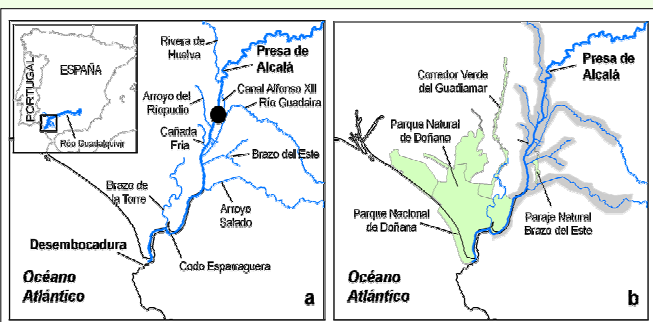 Rivera de
Huelva
Presa de
Alcalá
PORTUGAL
ESPAÑA
Río Guadalquivir
Arroyo del
Riopudio
Canal Alfonso XII
Río Guadaira
Cañada
Fría
Brazo del Este
Brazo de
la Torre
Arroyo
Salado
Desembocadura
Codo Esparraguera
Océano
Atlántico
a
Presa de
Alcalá
Corredor Verde
del Guadiamar
Parque Natural
de Doñana
Parque Nacional
de Doñana
Paraje Natural
Brazo del Este
Océano
Atlántico
b